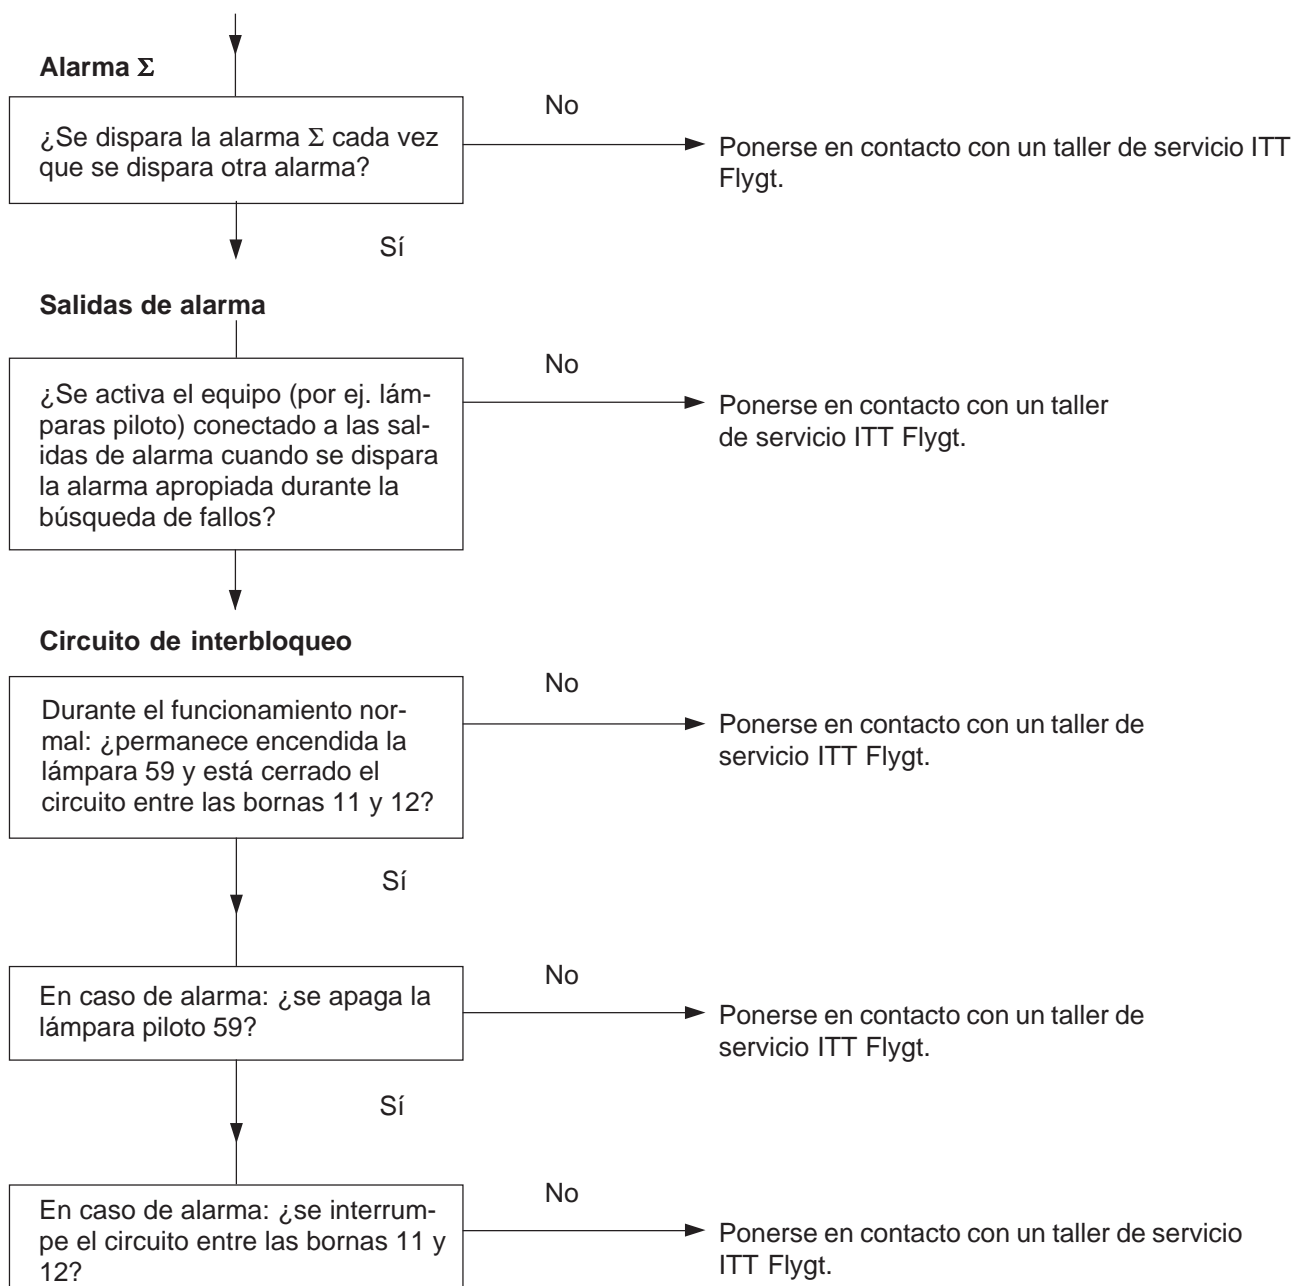 Alarma Σ
No
¿Se dispara la alarma Σ cada vez
que se dispara otra alarma?
Ponerse en contacto con un taller de servicio ITT
Flygt.
Sí
Salidas de alarma
No
¿Se activa el equipo (por ej. lám-
paras piloto) conectado a las sal-
idas de alarma cuando se dispara
la alarma apropiada durante la
búsqueda de fallos?
Ponerse en contacto con un taller
de servicio ITT Flygt.
Circuito de interbloqueo
No
Durante el funcionamiento nor-
mal: ¿permanece encendida la
lámpara 59 y está cerrado el
circuito entre las bornas 11 y 12?
Ponerse en contacto con un taller de
servicio ITT Flygt.
Sí
No
En caso de alarma: ¿se apaga la
lámpara piloto 59?
Ponerse en contacto con un taller de
servicio ITT Flygt.
Sí
No
En caso de alarma: ¿se interrum-
pe el circuito entre las bornas 11 y
12?
Ponerse en contacto con un taller de servicio
ITT Flygt.